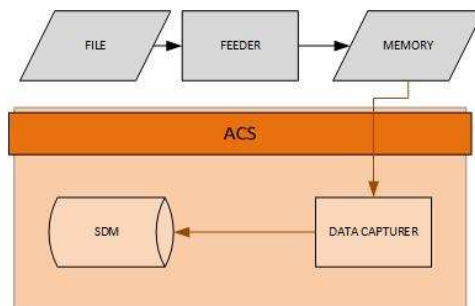 FILE
FEEDER
MEMORY
ACS
SDM
DATA CAPTURER